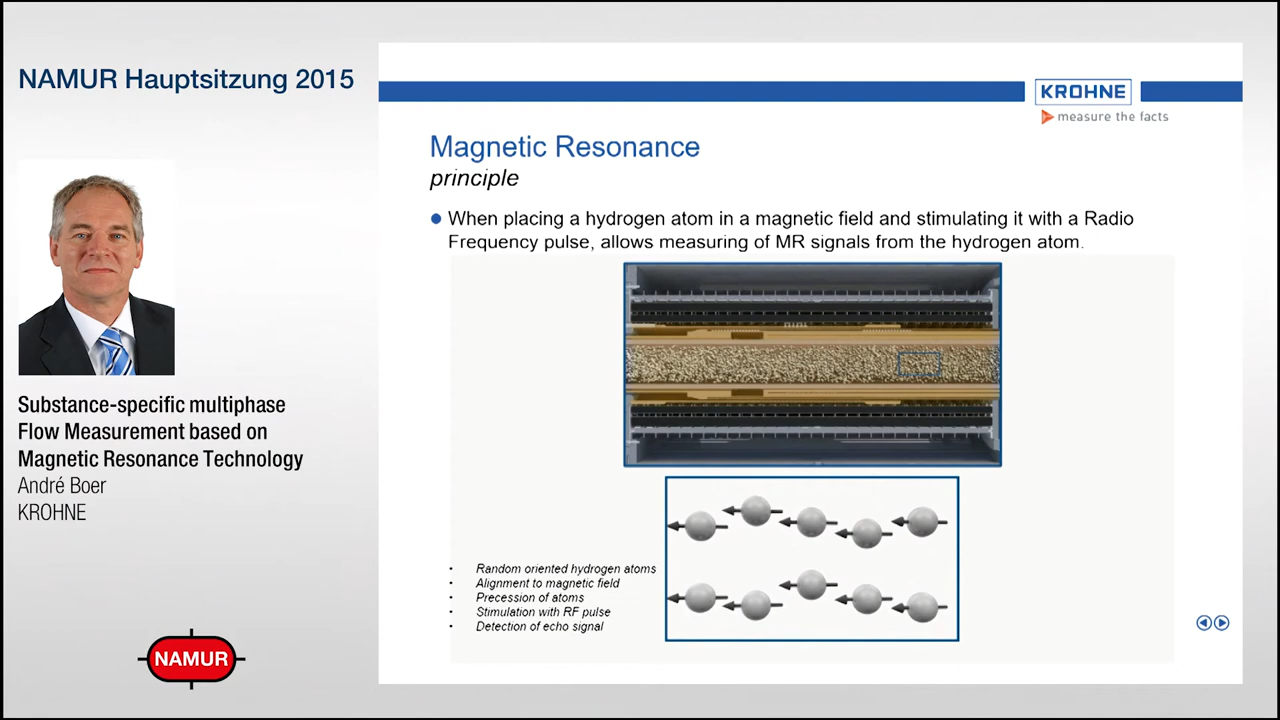 NAMUR Hauptsitzung 2015
KROHNE
measure the facts
Magnetic Resonance
principle
When placing a hydrogen atom in a magnetic field and stimulating it with a Radio
Frequency pulse, allows measuring of MR signals from the hydrogen atom.
Substance-specific multiphase
Flow Measurement based on
Magnetic Resonance Technology
André Boer
KROHNE
• Random oriented hydrogen atoms
• Alignment to magnetic field
• Precession of atoms
• Stimulation with RF pulse
• Detection of echo signal
NAMUR